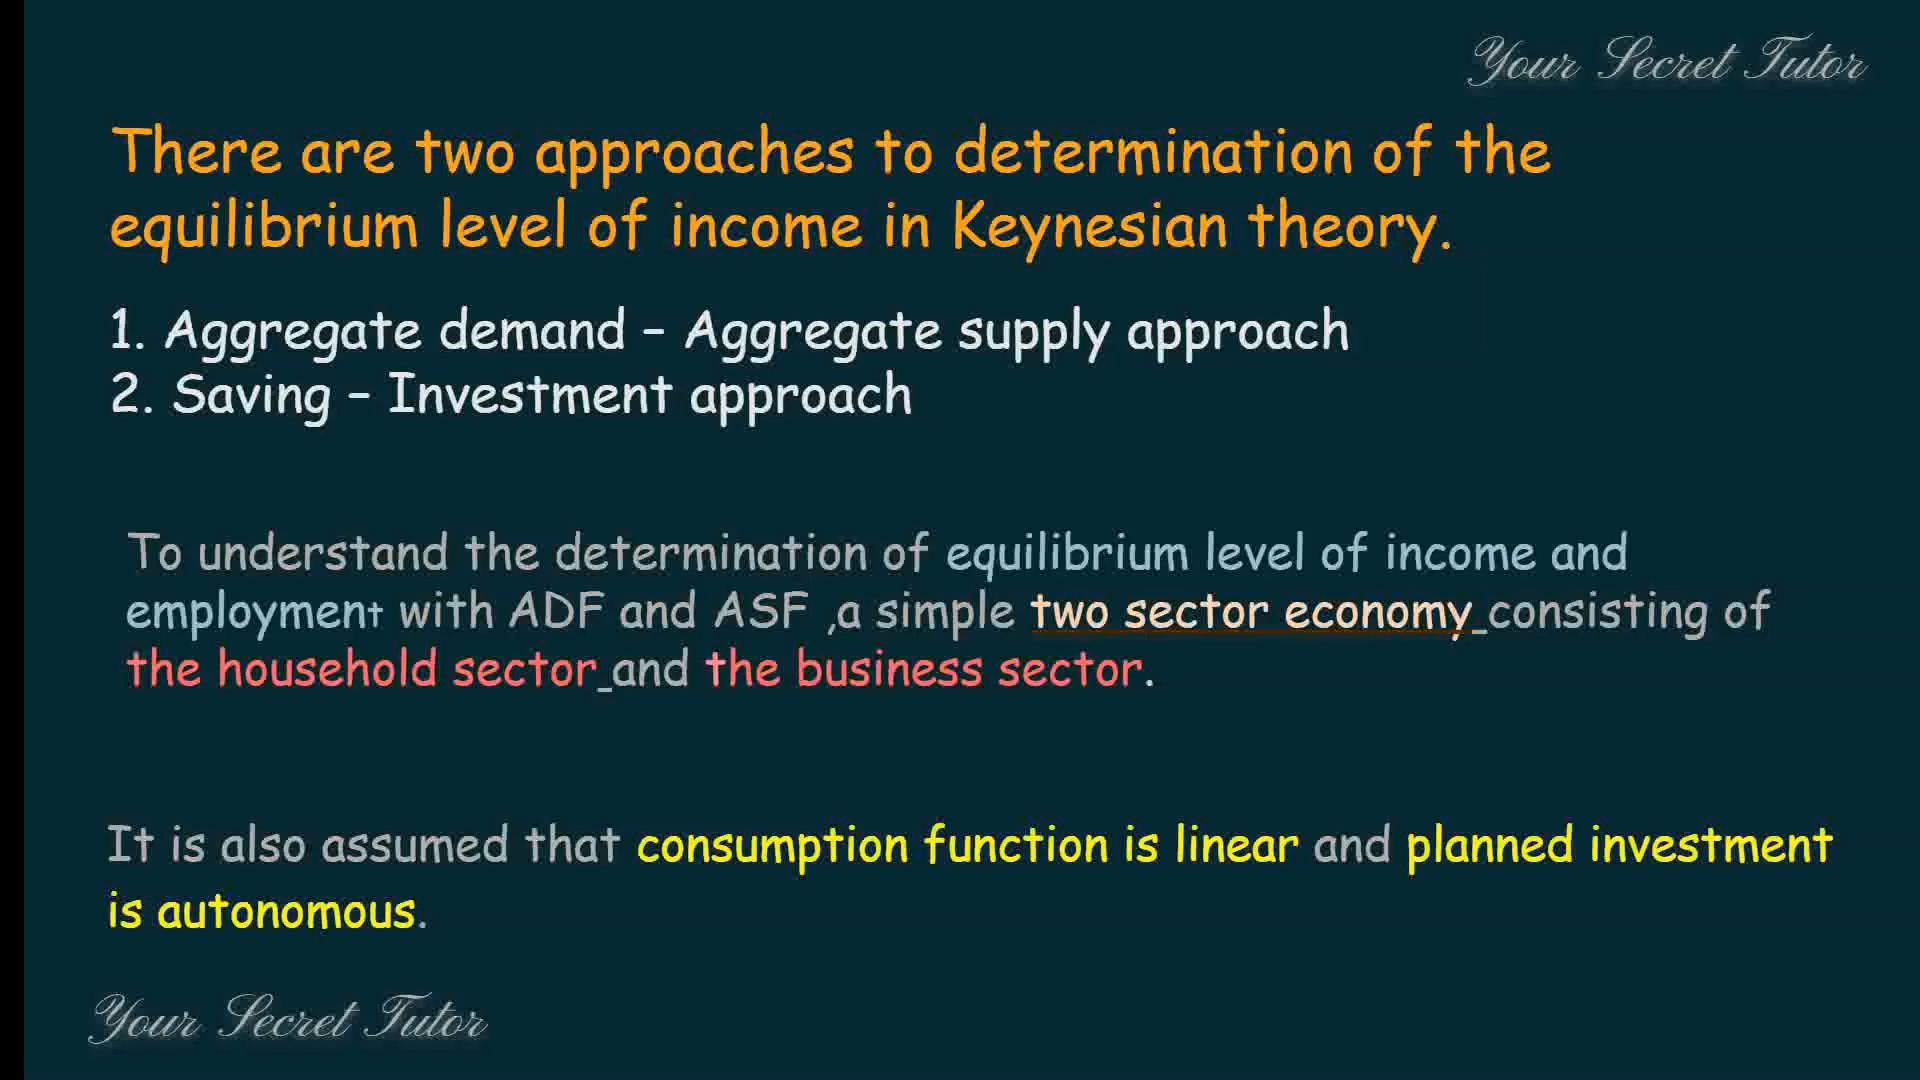 Your Secret Tutor
There are two approaches to determination of the
equilibrium level of income in Keynesian theory.
1. Aggregate demand – Aggregate supply approach
2. Saving – Investment approach
To understand the determination of equilibrium level of income and
employment with ADF and ASF ,a simple two sector economy consisting of
the household sector and the business sector.
It is also assumed that consumption function is linear and planned investment
is autonomous.
Your Secret Tutor